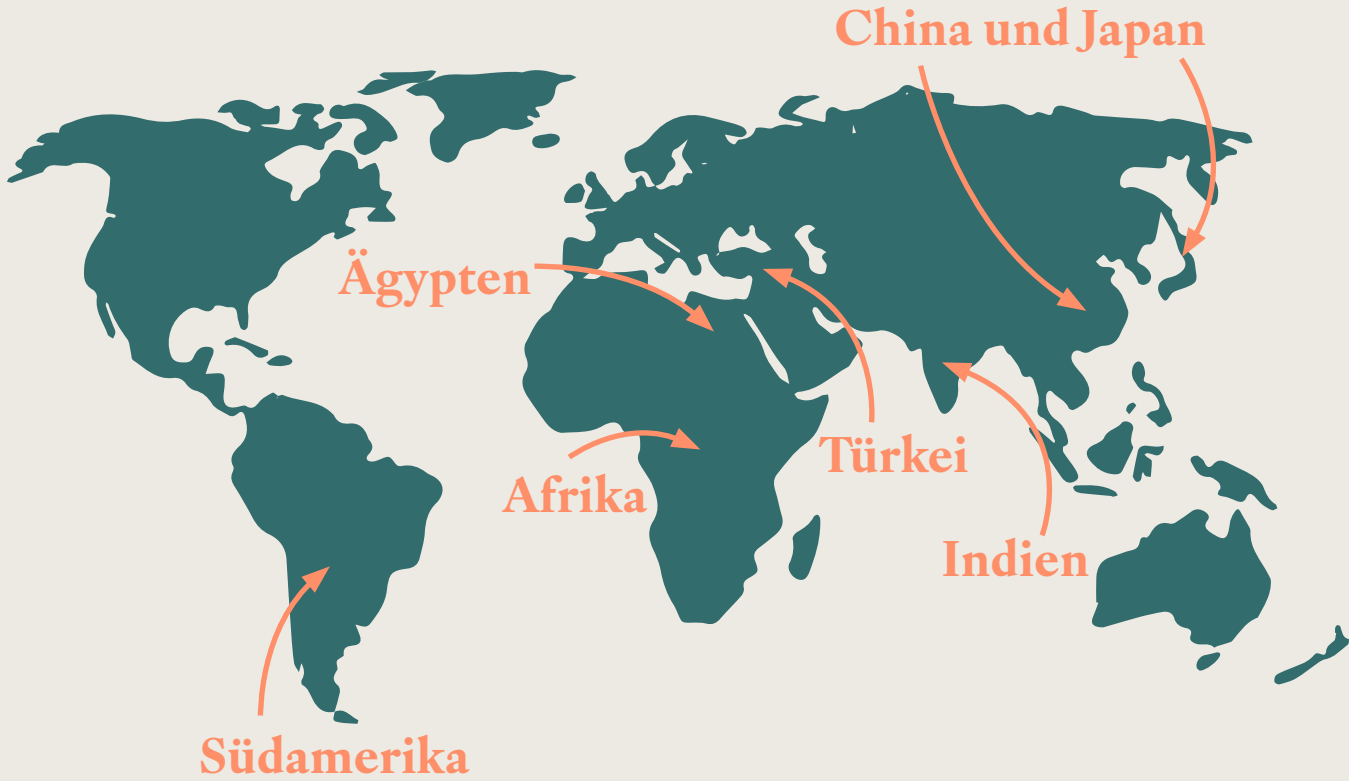 China und Japan
Ägypten
Türkei
Afrika
Indien
Südamerika